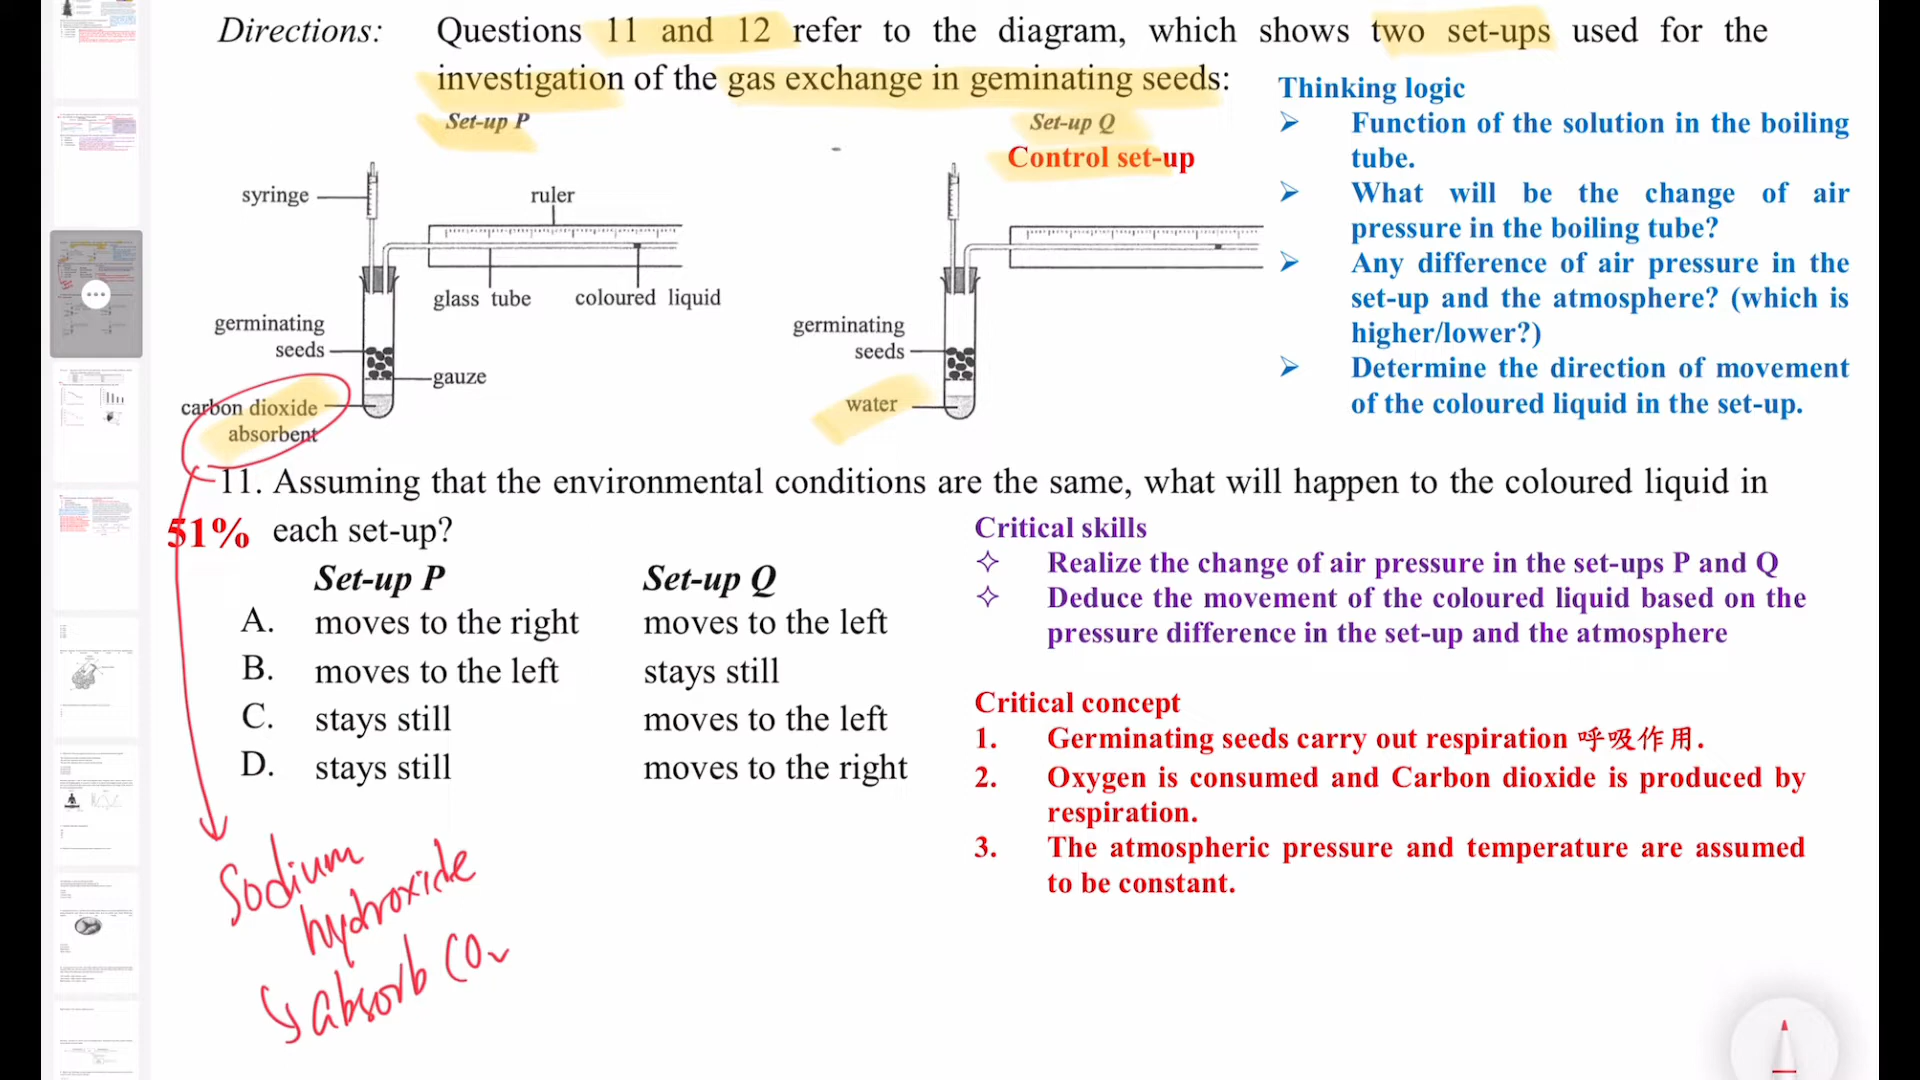 Directions: Questions 11 and 12 refer to the diagram, which shows two set-ups used for the
investigation of the gas exchange in geminating seeds:
Set-up P
Set-up Q
Control set-up
syringe
ruler
glass tube
coloured liquid
germinating
seeds
gauze
carbon dioxide
absorbent
germinating
seeds
water
Thinking logic
➢ Function of the solution in the boiling
tube.
➢ What will be the change of air
pressure in the boiling tube?
➢ Any difference of air pressure in the
set-up and the atmosphere? (which is
higher/lower?)
➢ Determine the direction of movement
of the coloured liquid in the set-up.
11. Assuming that the environmental conditions are the same, what will happen to the coloured liquid in
51% each set-up?
Set-up P Set-up Q
A. moves to the right moves to the left
B. moves to the left stays still
C. stays still moves to the left
D. stays still moves to the right
Sodium
hydroxide
↳ absorb CO₂
Critical skills
✧ Realize the change of air pressure in the set-ups P and Q
✧ Deduce the movement of the coloured liquid based on the
pressure difference in the set-up and the atmosphere
Critical concept
1. Germinating seeds carry out respiration 呼吸作用.
2. Oxygen is consumed and Carbon dioxide is produced by
respiration.
3. The atmospheric pressure and temperature are assumed
to be constant.